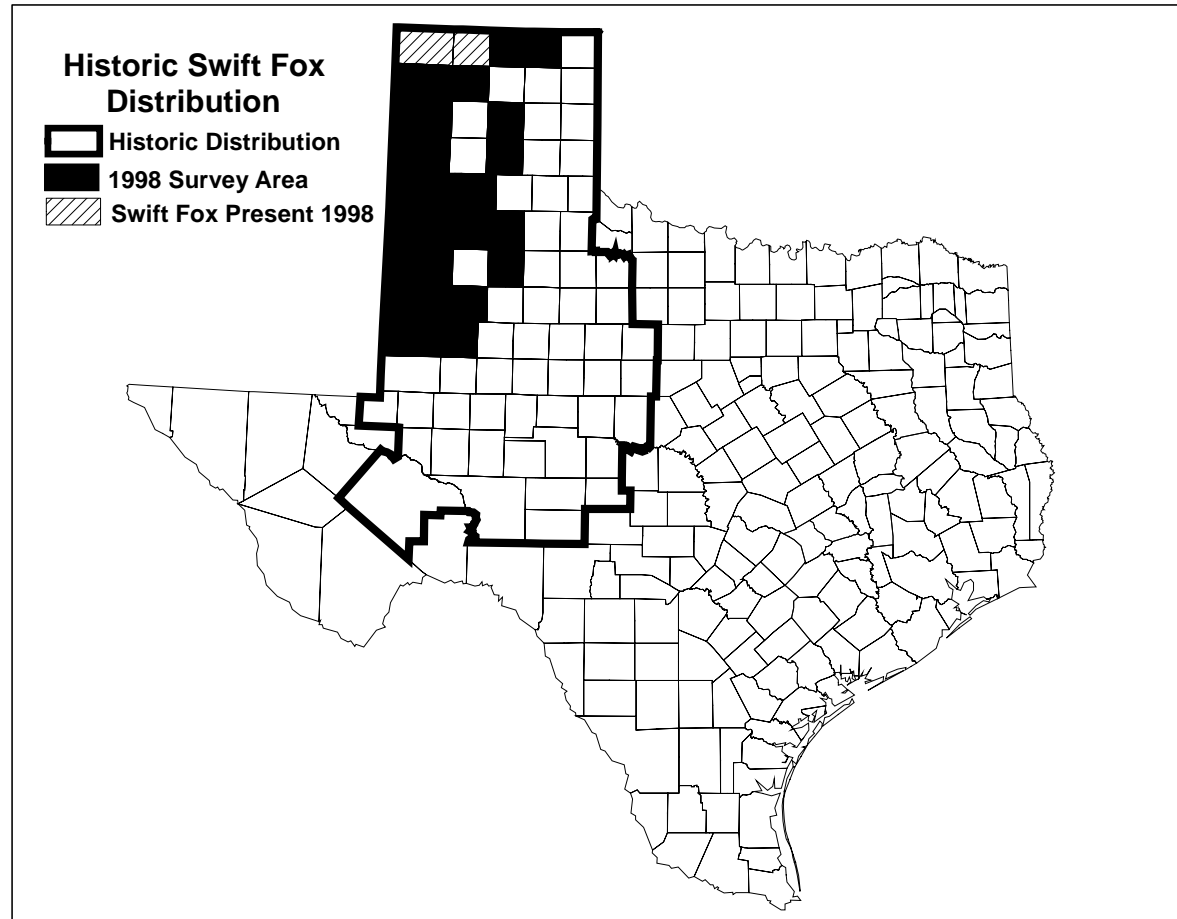 Historic Swift Fox
Distribution
Historic Distribution
1998 Survey Area
Swift Fox Present 1998